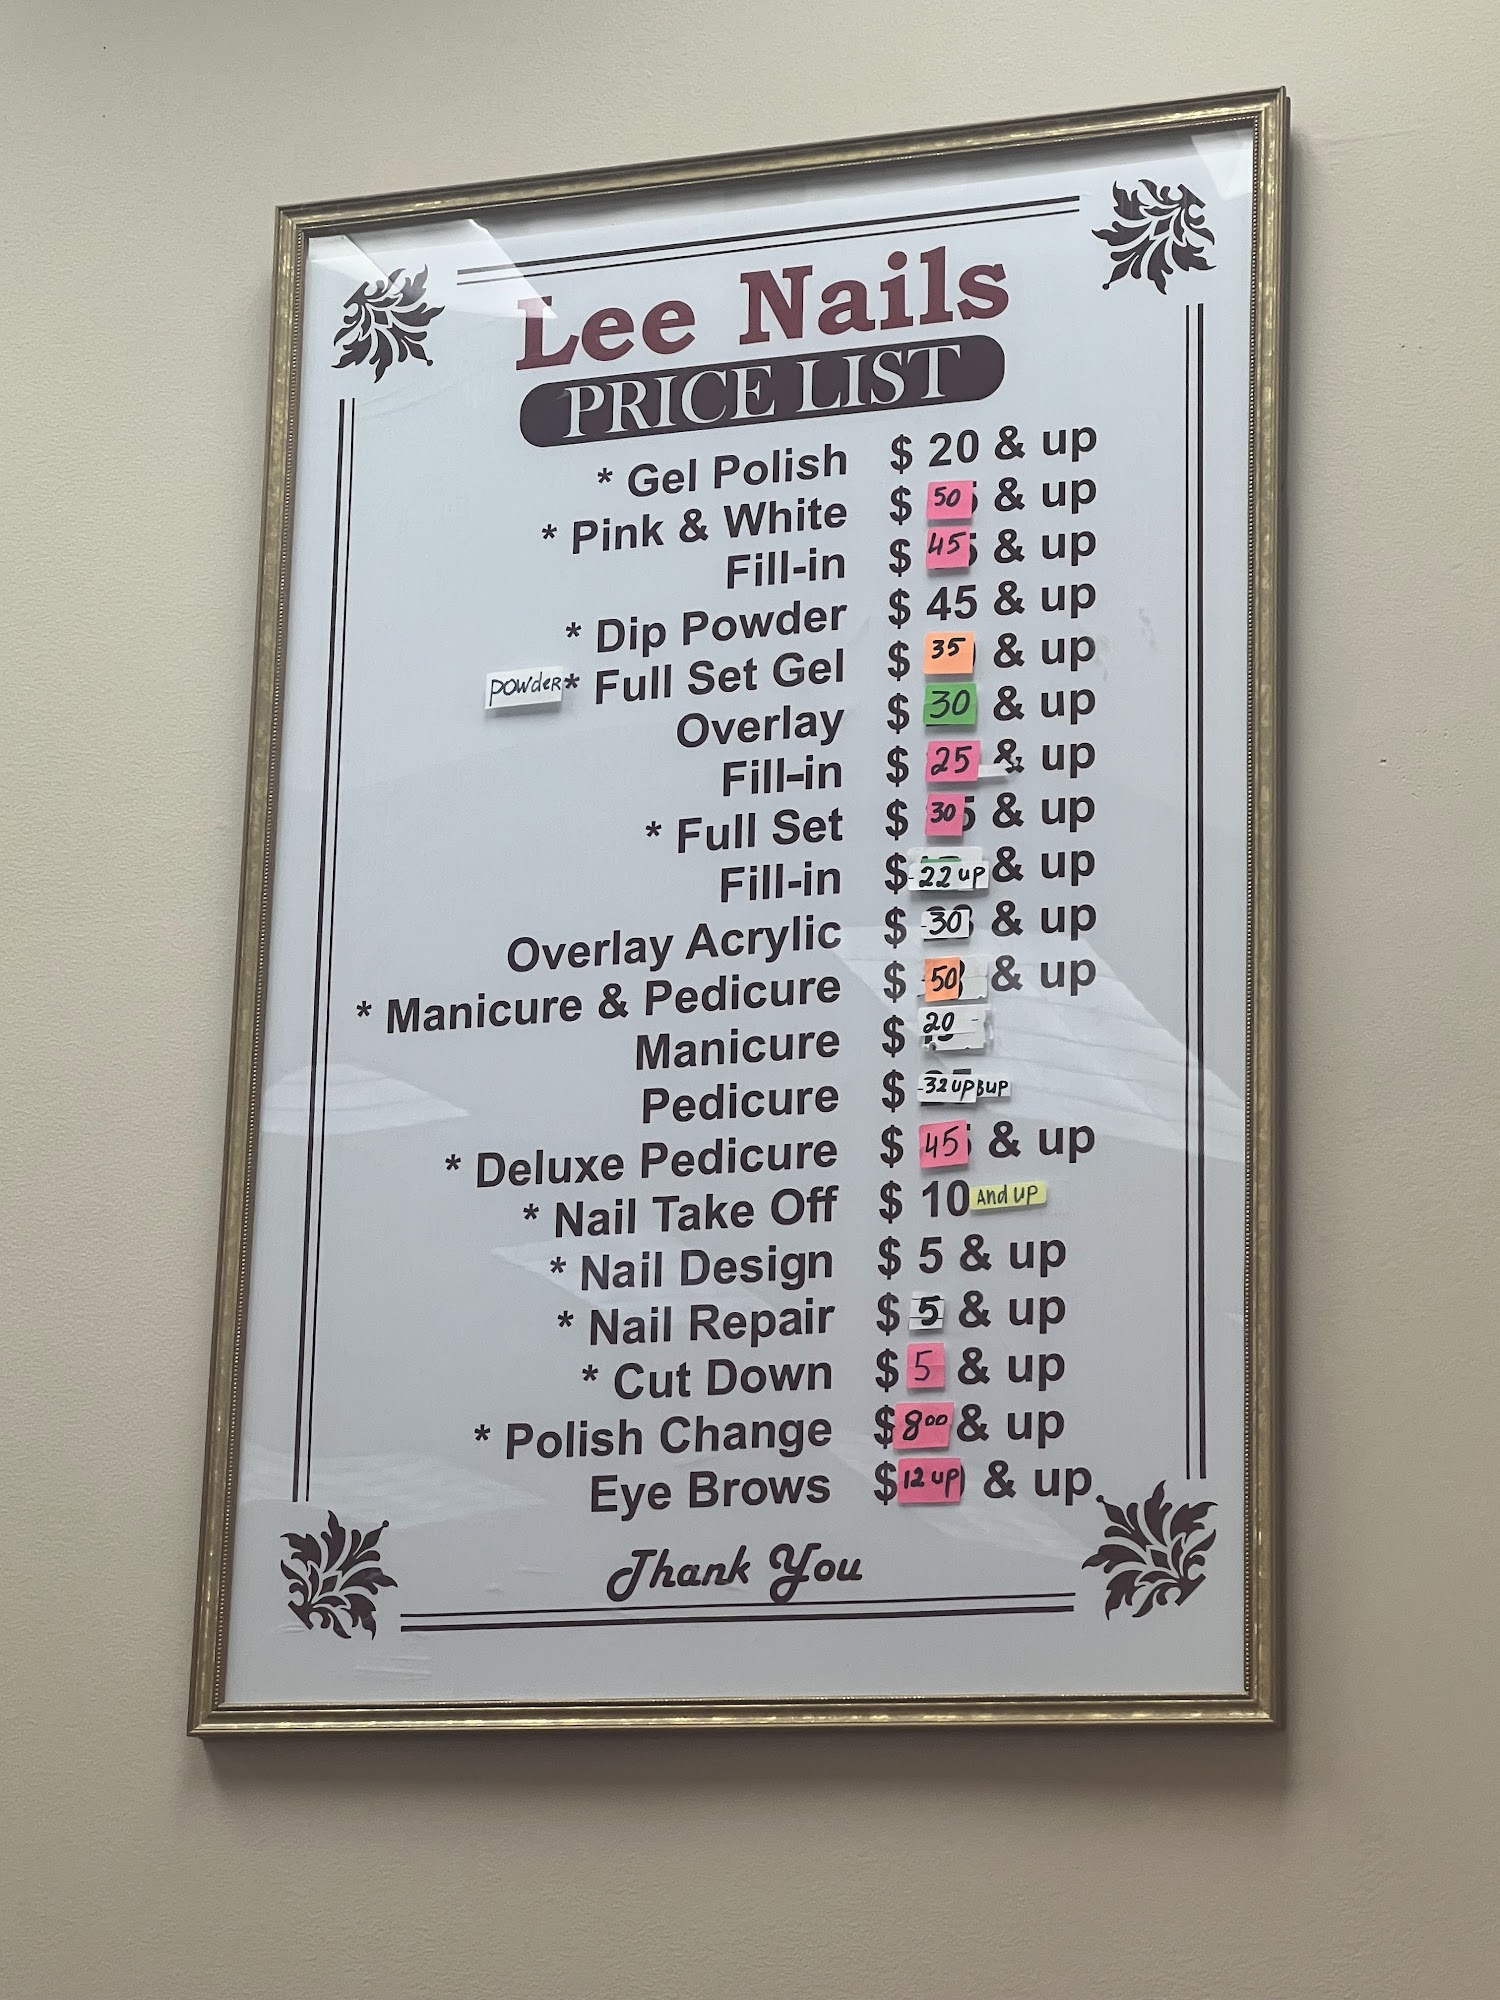 Lee Nails
PRICE LIST
* Gel Polish $ 20 & up
* Pink & White $ 50 & up
Fill-in $ 45 & up
* Dip Powder $ 45 & up
powder * Full Set Gel $ 35 & up
Overlay $ 30 & up
Fill-in $ 25 & up
* Full Set $ 30 & up
Fill-in $ 22 up & up
Overlay Acrylic $ 30 & up
* Manicure & Pedicure $ 50 & up
Manicure $ 20
Pedicure $ 32 up up
* Deluxe Pedicure $ 45 & up
* Nail Take Off $ 10 And up
* Nail Design $ 5 & up
* Nail Repair $ 5 & up
* Cut Down $ 5 & up
* Polish Change $ 8.00 & up
Eye Brows $ 12 up & up
Thank You